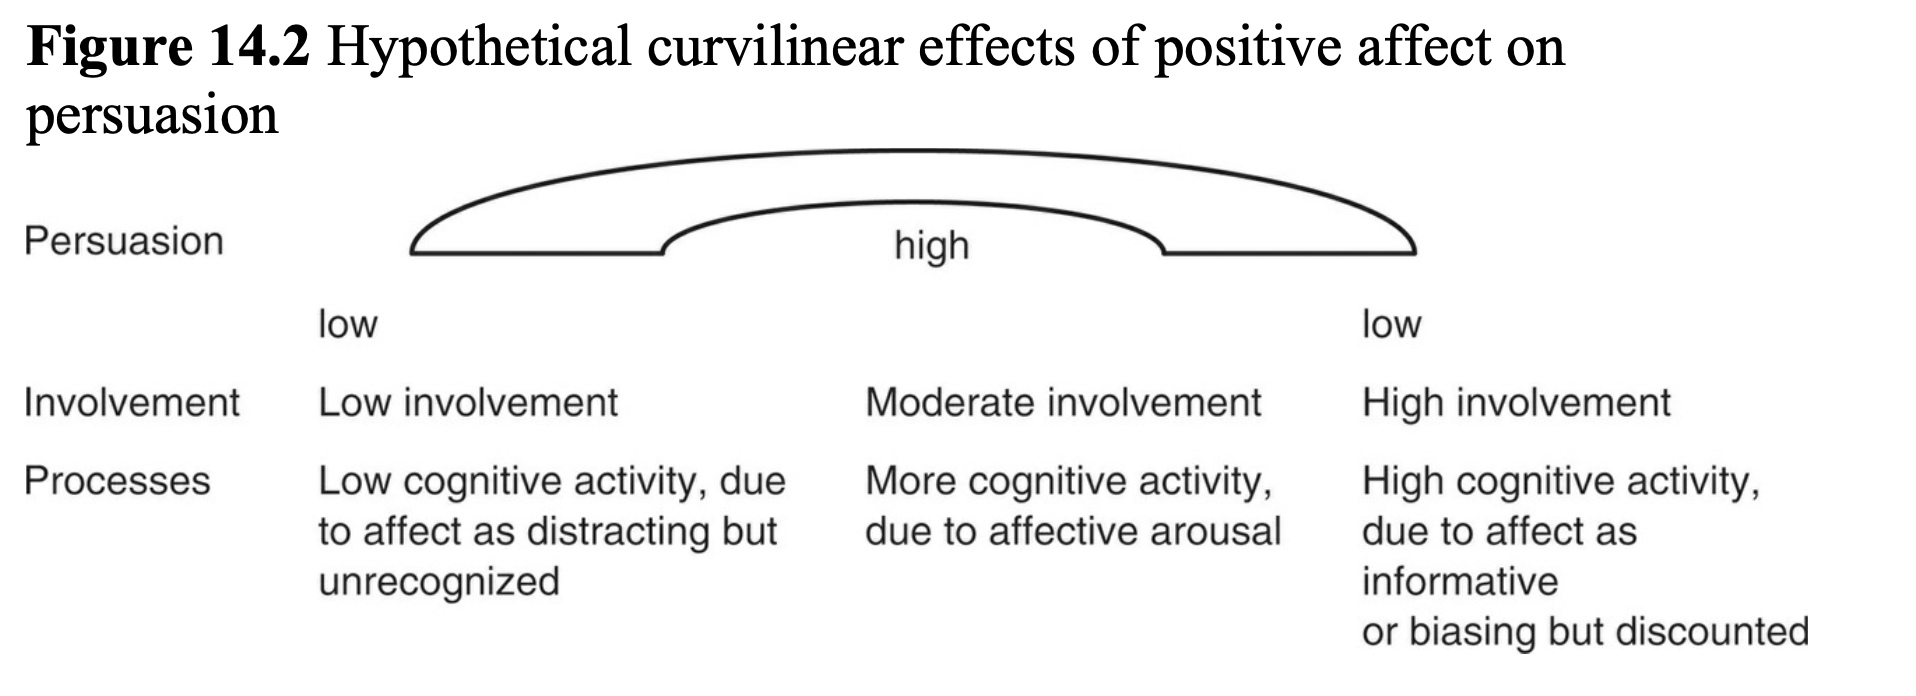 Figure 14.2 Hypothetical curvilinear effects of positive affect on
persuasion
Persuasion
high
low
low
Involvement
Low involvement
Moderate involvement
High involvement
Processes
Low cognitive activity, due
to affect as distracting but
unrecognized
More cognitive activity,
due to affective arousal
High cognitive activity,
due to affect as
informative
or biasing but discounted